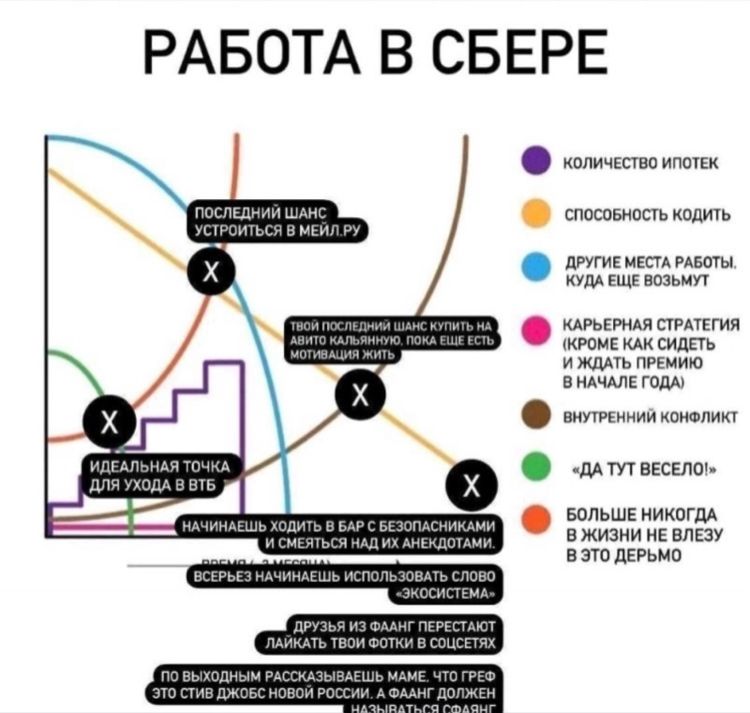 РАБОТА В СБЕРЕ
КОЛИЧЕСТВО ИПОТЕК
СПОСОБНОСТЬ КОДИТЬ
ДРУГИЕ МЕСТА РАБОТЫ,
КУДА ЕЩЕ ВОЗЬМУТ
КАРЬЕРНАЯ СТРАТЕГИЯ
(КРОМЕ КАК СИДЕТЬ
И ЖДАТЬ ПРЕМИЮ
В НАЧАЛЕ ГОДА)
ВНУТРЕННИЙ КОНФЛИКТ
«ДА ТУТ ВЕСЕЛО!»
БОЛЬШЕ НИКОГДА
В ЖИЗНИ НЕ ВЛЕЗУ
В ЭТО ДЕРЬМО
ПОСЛЕДНИЙ ШАНС
УСТРОИТЬСЯ В МЕЙЛ.РУ
X
ТВОЙ ПОСЛЕДНИЙ ШАНС КУПИТЬ НА
АВИТО КАЛЬЯННУЮ, ПОКА ЕЩЕ ЕСТЬ
МОТИВАЦИЯ ЖИТЬ
X
X
ИДЕАЛЬНАЯ ТОЧКА
ДЛЯ УХОДА В ВТБ
X
НАЧИНАЕШЬ ХОДИТЬ В БАР С БЕЗОПАСНИКАМИ
И СМЕЯТЬСЯ НАД ИХ АНЕКДОТАМИ.
ВСЕРЬЕЗ НАЧИНАЕШЬ ИСПОЛЬЗОВАТЬ СЛОВО
«ЭКОСИСТЕМА»
ДРУЗЬЯ ИЗ ФААНГ ПЕРЕСТАЮТ
ЛАЙКАТЬ ТВОИ ФОТКИ В СОЦСЕТЯХ
ПО ВЫХОДНЫМ РАССКАЗЫВАЕШЬ МАМЕ, ЧТО ГРЕФ
ЭТО СТИВ ДЖОБС НОВОЙ РОССИИ, А ФААНГ ДОЛЖЕН
НАЗЫВАТЬСЯ СФААНГ